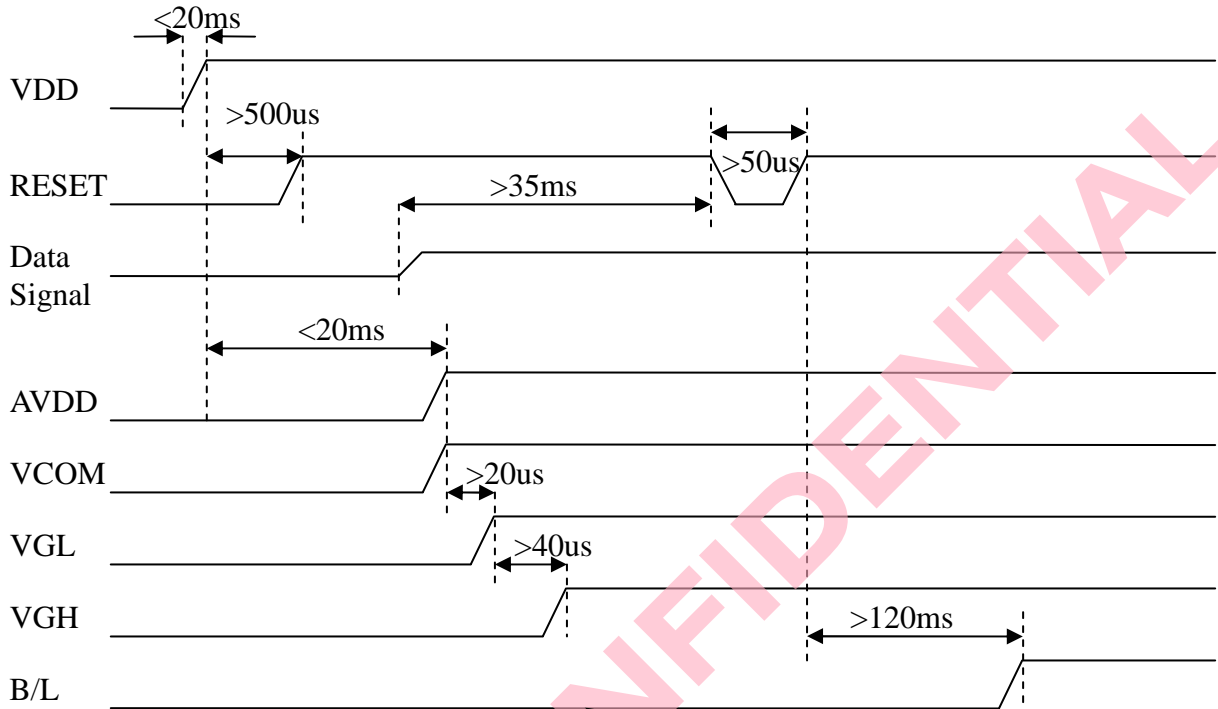 <20ms
VDD
>500us
RESET
>50us
>35ms
Data
Signal
<20ms
AVDD
VCOM
>20us
VGL
>40us
VGH
>120ms
B/L
NFIDENTIAL